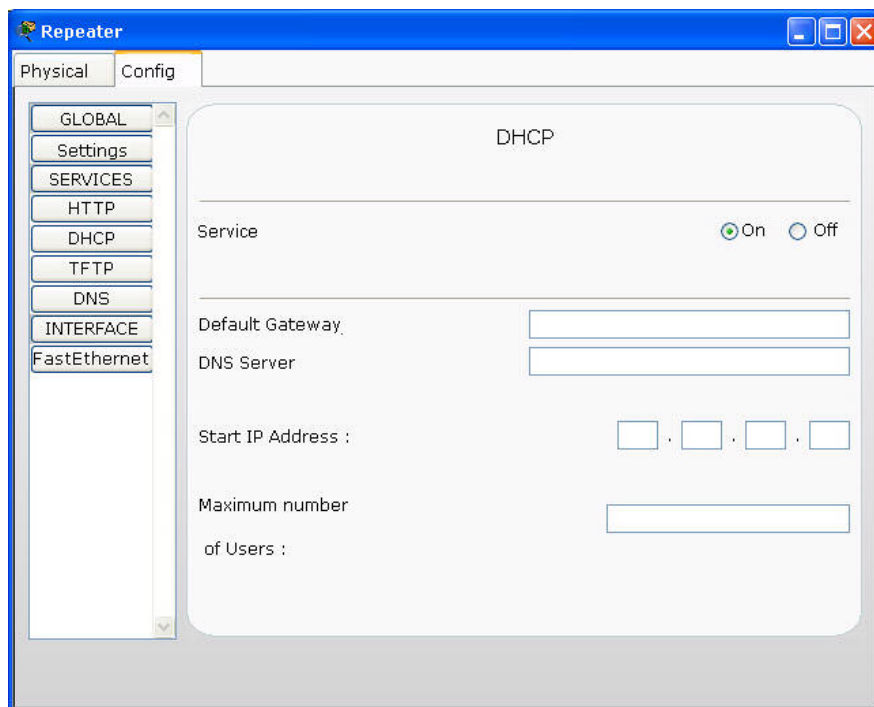 Repeater
Physical Config
GLOBAL
Settings
SERVICES
HTTP
DHCP
TFTP
DNS
INTERFACE
FastEthernet
DHCP
Service On Off
Default Gateway
DNS Server
Start IP Address : . . .
Maximum number
of Users :